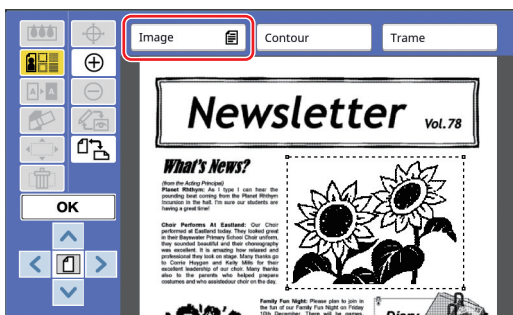 Image
Contour
Trame
A A
OK
Newsletter Vol. 78
What's News?
(from the Acting Principal)
Planet Rhthym: As I type I can hear the
pounding beat coming from the Planet Rhthym
Incursion in the hall. I'm sure our students are
having a great time!
Choir Performs At Eastland: Our Choir
performed at Eastland today. They looked great
in their Bayswater Primary School Choir uniform,
they sounded beautiful and their choreography
was excellent. It is amazing how relaxed and
professional they look on stage. Many thanks go
to Corrie Huygen and Kelly Mills for their
excellent leadership of our choir. Many thanks
also to the parents who helped prepare
costumes and who assistedour choir on the day.
Family Fun Night: Please plan to join in
the fun of our Family Fun Night on Friday
10th December. There will be games,